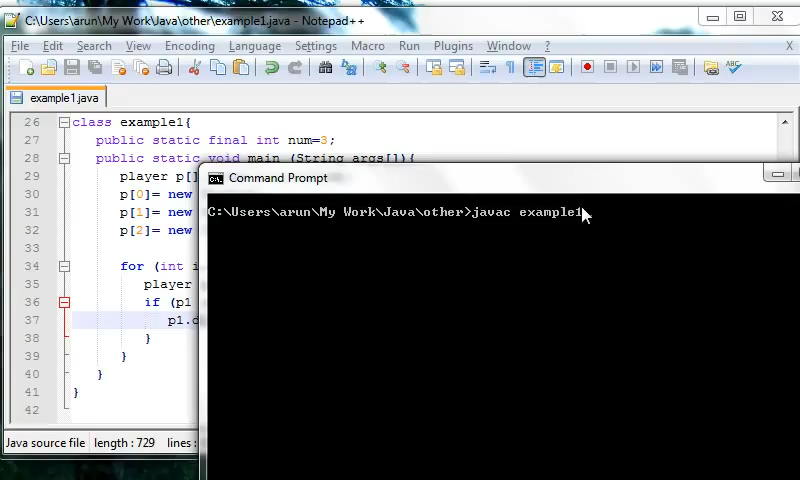 C:\Users\arun\My Work\Java\other\example1.java - Notepad++
File Edit Search View Encoding Language Settings Macro Run Plugins Window ? X
example1.java
26 class example1{
27 public static final int num=3;
28 public static void main (String args[]){
29 player p[]
30 p[0]= new
31 p[1]= new
32 p[2]= new
33
34 for (int i
35 player
36 if (p1
37 p1.d
38 }
39 }
40 }
41 }
42
Java source file length : 729 lines :
Command Prompt
C:\Users\arun\My Work\Java\other>javac example1